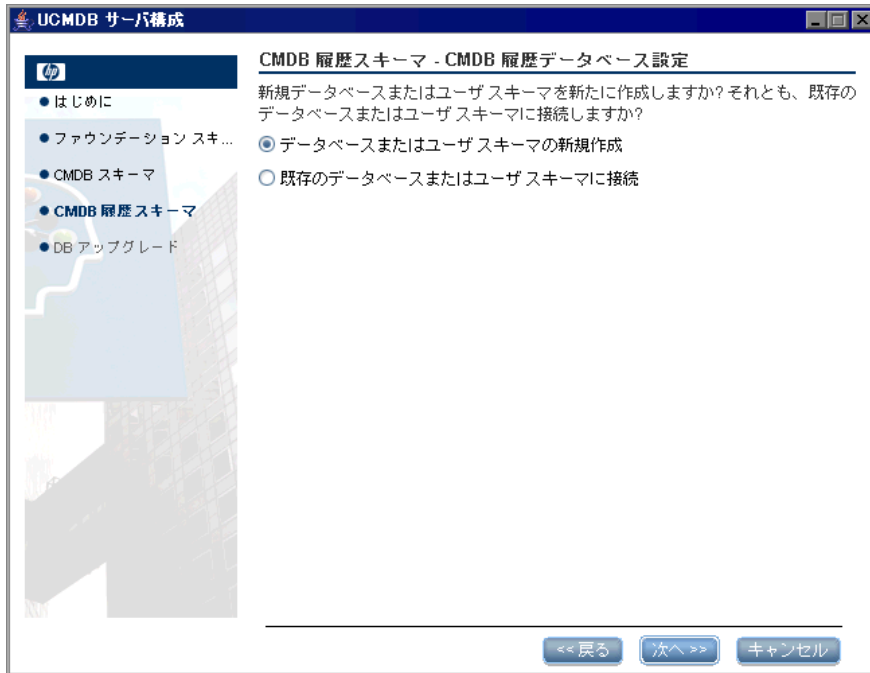 UCMDB サーバ構成
hp
はじめに
ファウンデーション スキ...
CMDB スキーマ
CMDB 履歴スキーマ
DB アップグレード
CMDB 履歴スキーマ - CMDB 履歴データベース設定
新規データベースまたはユーザ スキーマを新たに作成しますか? それとも、既存の
データベースまたはユーザ スキーマに接続しますか?
データベースまたはユーザ スキーマの新規作成
既存のデータベースまたはユーザ スキーマに接続
<< 戻る
次へ >>
キャンセル